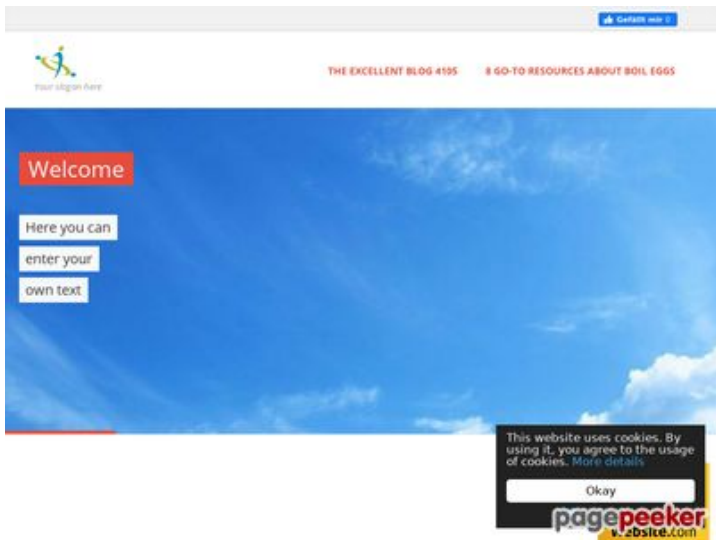 Gefällt mir 0
Your slogan here
THE EXCELLENT BLOG 4105
8 GO-TO RESOURCES ABOUT BOIL EGGS
Welcome
Here you can
enter your
own text
This website uses cookies. By
using it, you agree to the usage
of cookies. More details
Okay
pagepeeker
website.com